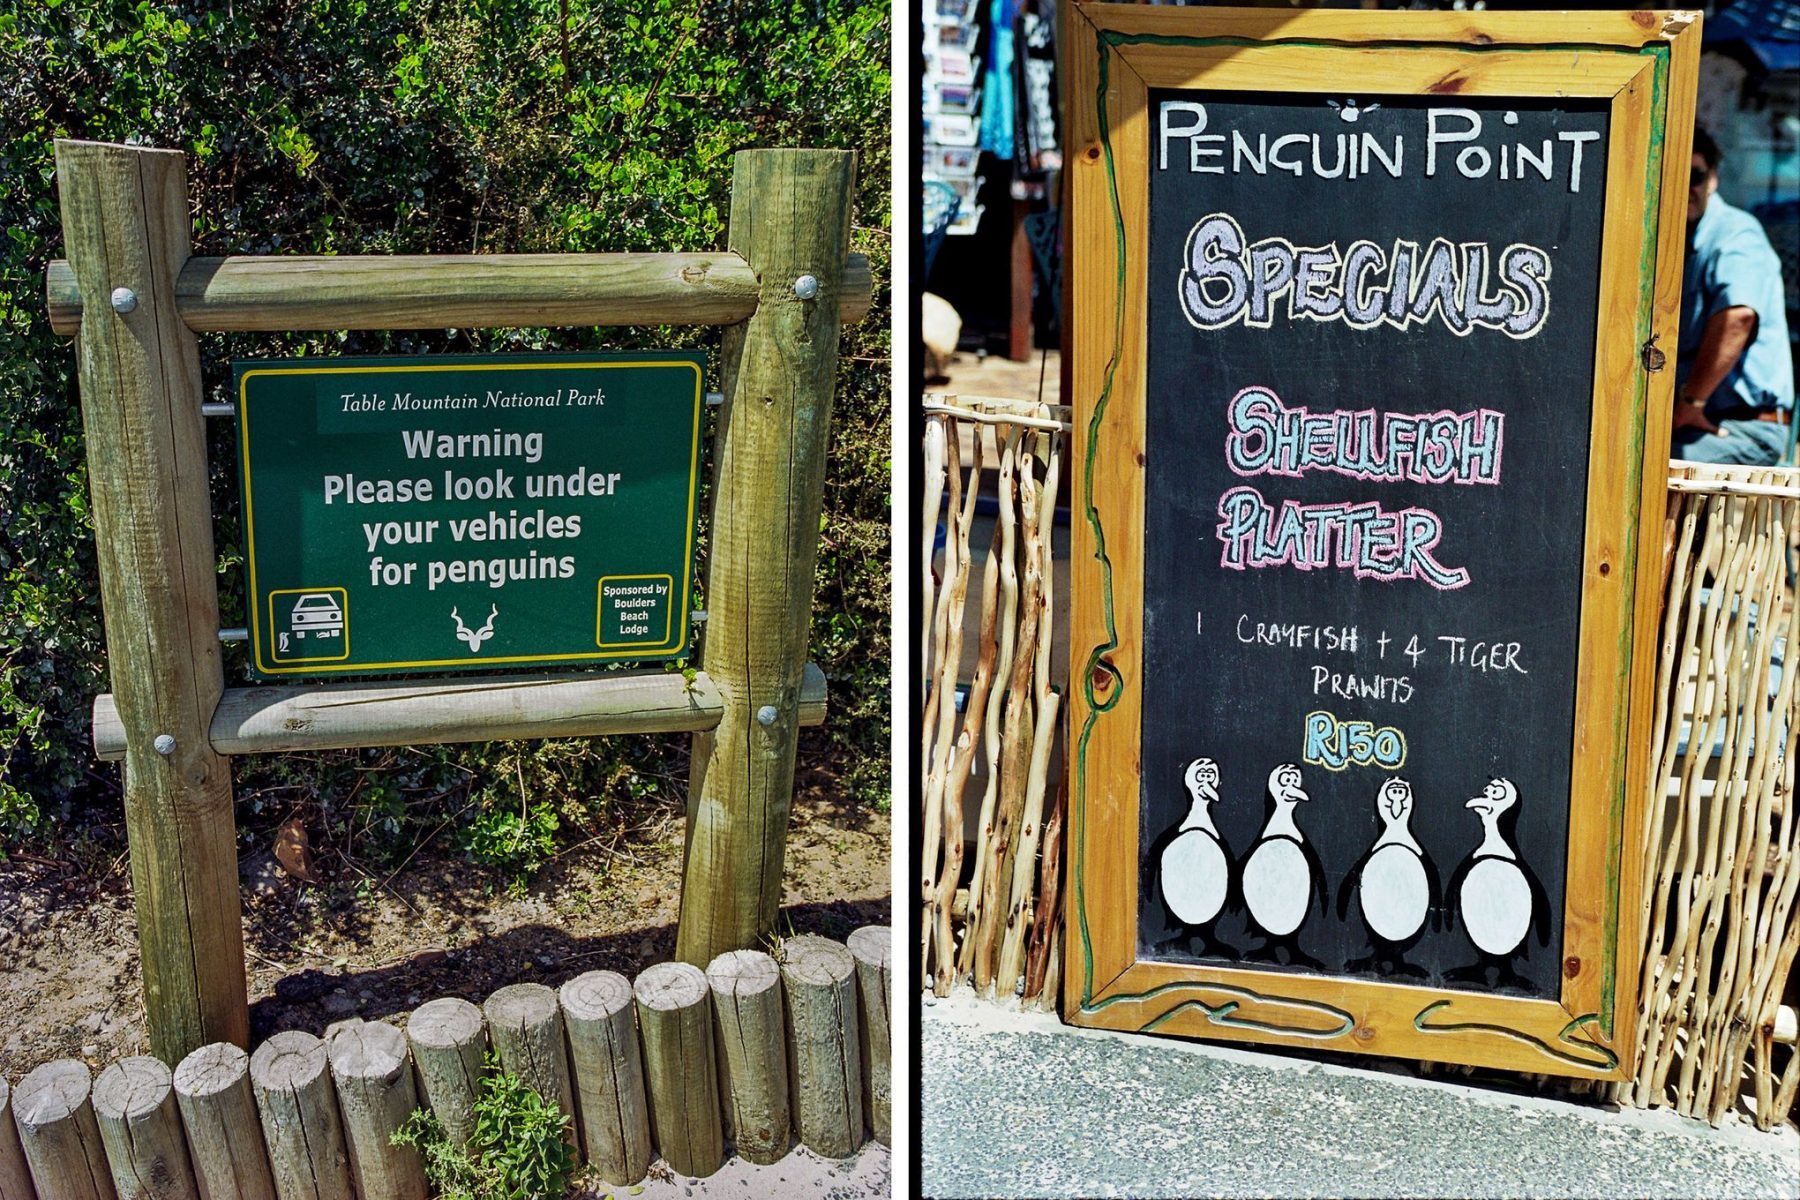 Table Mountain National Park
Warning
Please look under
your vehicles
for penguins
Sponsored by
Boulders
Beach
Lodge
PENGUIN POINT
SPECIALS
SHELLFISH
PLATTER
1 CRAYFISH + 4 TIGER
PRAWNS
R150